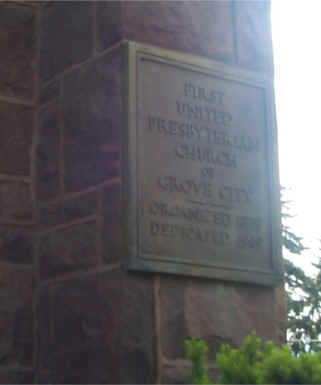 FIRST
UNITED
PRESBYTERIAN
CHURCH
OF
GROVE CITY
ORGANIZED
DEDICATED